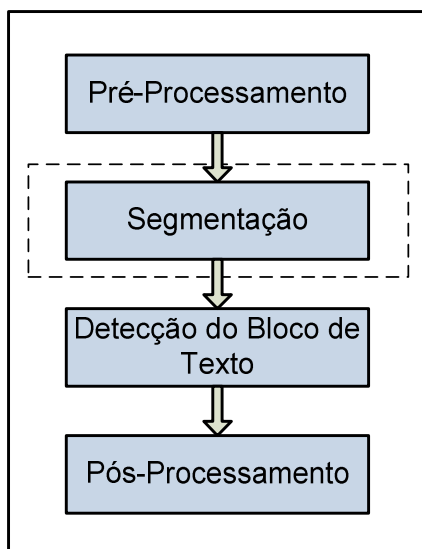 Pré-Processamento
Segmentação
Detecção do Bloco de
Texto
Pós-Processamento